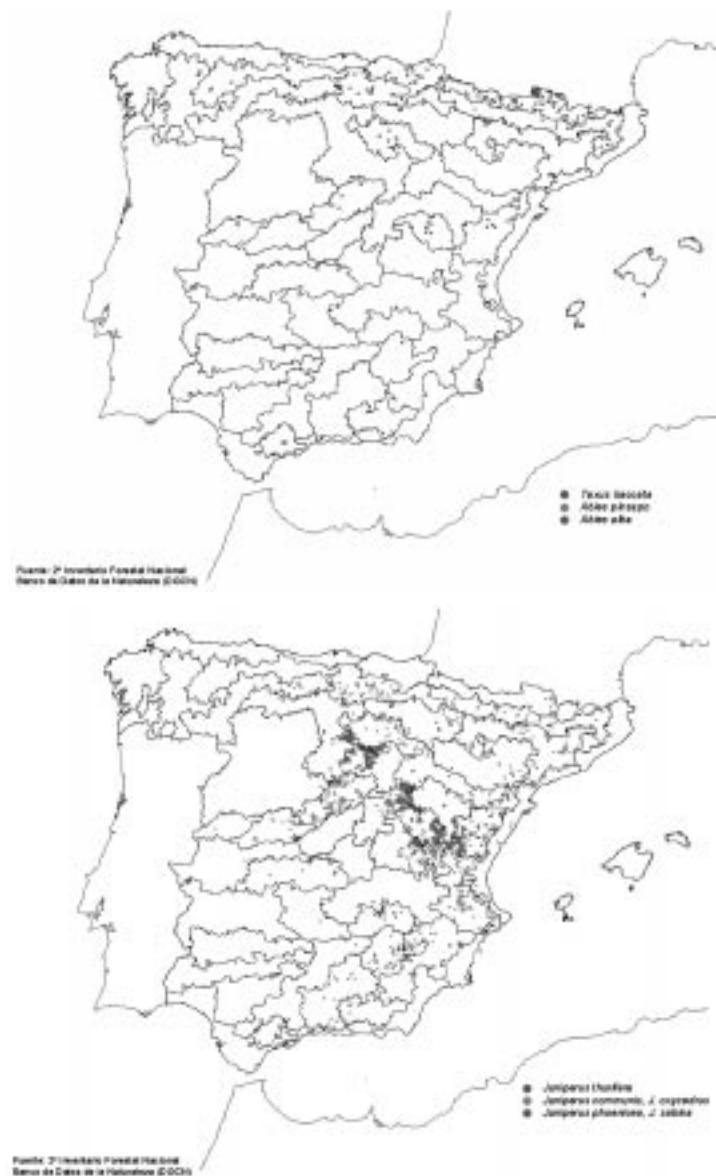 Taxus baccata
Abies pinsapo
Abies alba
Fuente: 2º Inventario Forestal Nacional
Banco de Datos de la Naturaleza (DGCN)
Juniperus thurifera
Juniperus communis, J. oxycedrus
Juniperus phoenicea, J. sabina
Fuente: 2º Inventario Forestal Nacional
Banco de Datos de la Naturaleza (DGCN)